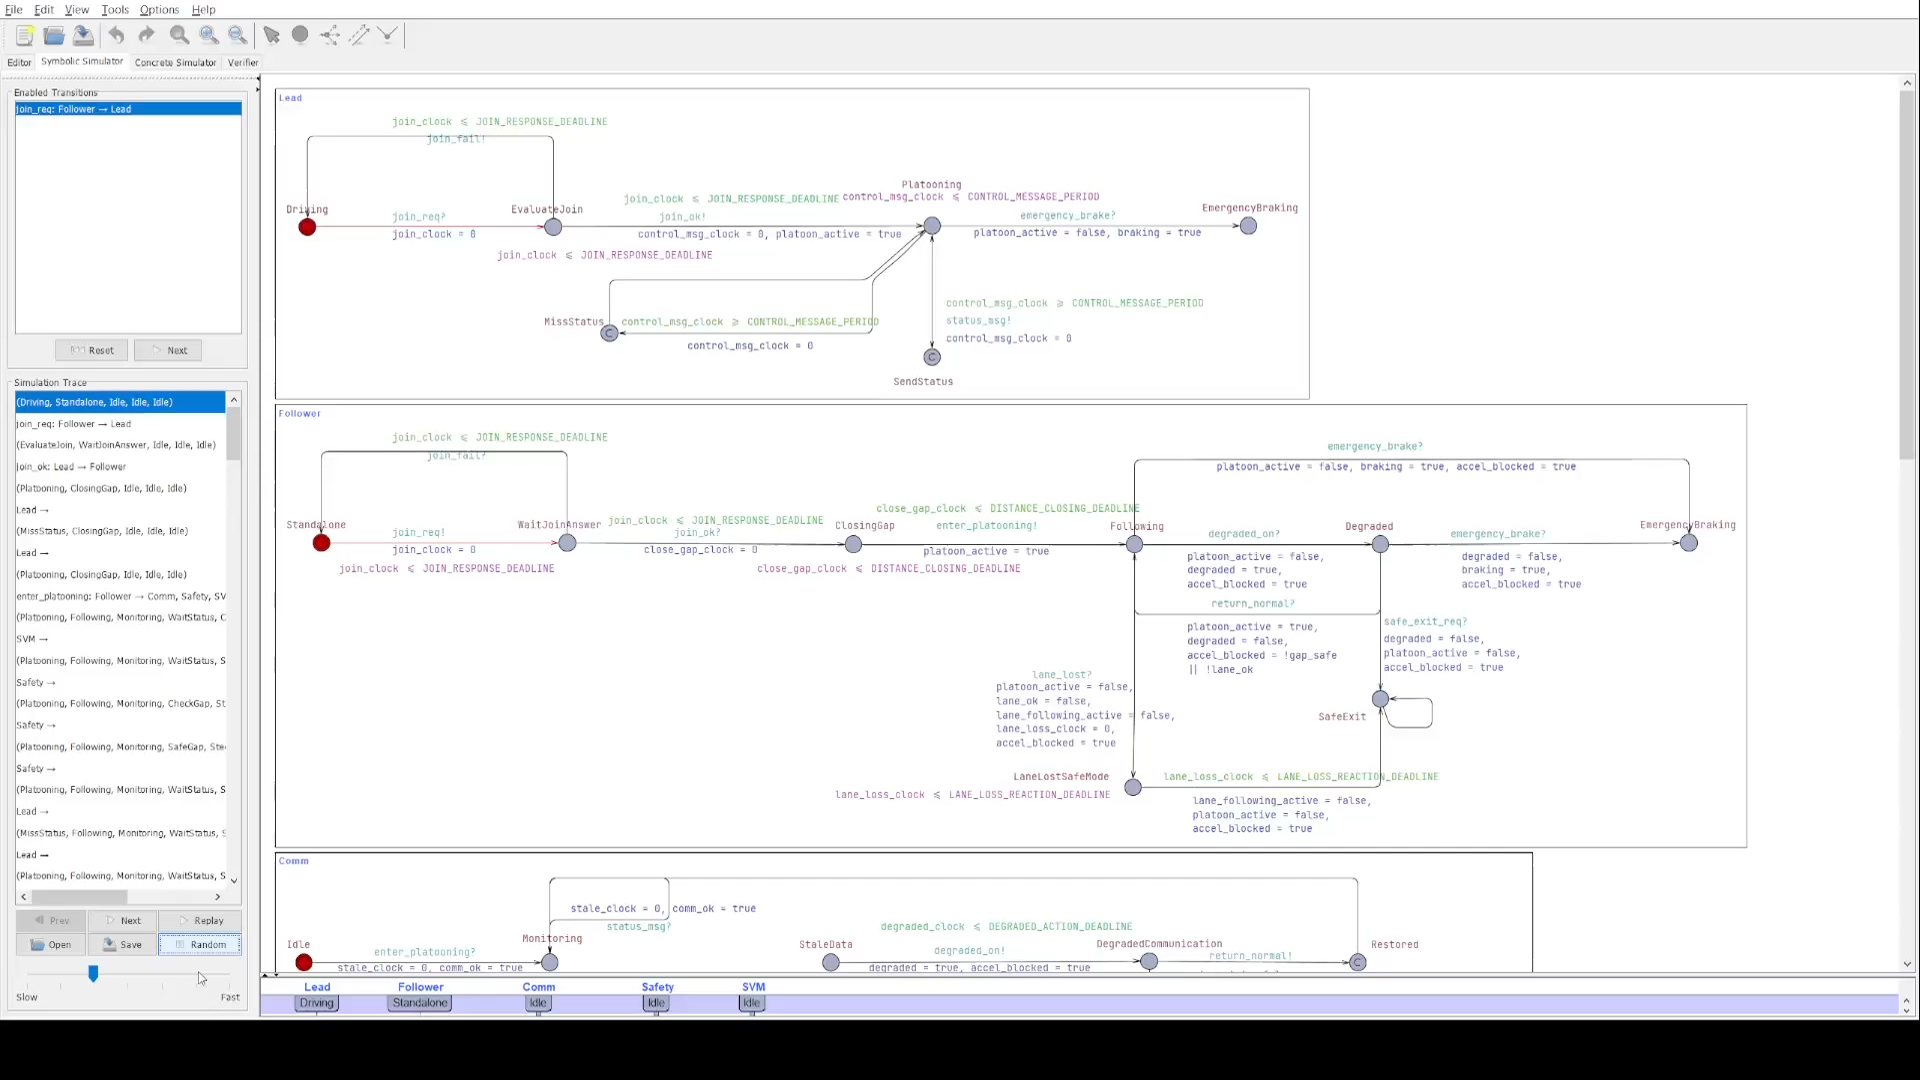 File Edit View Tools Options Help
Editor Symbolic Simulator Concrete Simulator Verifier
Enabled Transitions
join_req: Follower → Lead
Reset Next
Simulation Trace
(Driving, Standalone, Idle, Idle, Idle)
join_req: Follower → Lead
(EvaluateJoin, WaitJoinAnswer, Idle, Idle, Idle)
join_ok: Lead → Follower
(Platooning, ClosingGap, Idle, Idle, Idle)
Lead →
(MissStatus, ClosingGap, Idle, Idle, Idle)
Lead →
(Platooning, ClosingGap, Idle, Idle, Idle)
enter_platooning: Follower → Comm, Safety, SV
(Platooning, Following, Monitoring, WaitStatus, C
SVM →
(Platooning, Following, Monitoring, WaitStatus, S
Safety →
(Platooning, Following, Monitoring, CheckGap, St
Safety →
(Platooning, Following, Monitoring, SafeGap, Ste
Safety →
(Platooning, Following, Monitoring, WaitStatus, S
Lead →
(MissStatus, Following, Monitoring, WaitStatus, S
Lead →
(Platooning, Following, Monitoring, WaitStatus, S
Prev Next Replay
Open Save Random
Slow Fast
Lead
join_clock ⩽ JOIN_RESPONSE_DEADLINE
join_fail!
Driving
join_req?
join_clock = 0
EvaluateJoin
join_clock ⩽ JOIN_RESPONSE_DEADLINE
join_clock ⩽ JOIN_RESPONSE_DEADLINE
join_ok!
control_msg_clock = 0, platoon_active = true
Platooning
control_msg_clock ⩽ CONTROL_MESSAGE_PERIOD
emergency_brake?
platoon_active = false, braking = true
EmergencyBraking
MissStatus
C
control_msg_clock ⩾ CONTROL_MESSAGE_PERIOD
control_msg_clock = 0
control_msg_clock ⩾ CONTROL_MESSAGE_PERIOD
status_msg!
control_msg_clock = 0
C
SendStatus
Follower
join_clock ⩽ JOIN_RESPONSE_DEADLINE
join_fail?
Standalone
join_req!
join_clock = 0
join_clock ⩽ JOIN_RESPONSE_DEADLINE
WaitJoinAnswer
join_clock ⩽ JOIN_RESPONSE_DEADLINE
join_ok?
close_gap_clock = 0
ClosingGap
close_gap_clock ⩽ DISTANCE_CLOSING_DEADLINE
close_gap_clock ⩽ DISTANCE_CLOSING_DEADLINE
enter_platooning!
platoon_active = true
Following
emergency_brake?
platoon_active = false, braking = true, accel_blocked = true
degraded_on?
platoon_active = false,
degraded = true,
accel_blocked = true
Degraded
emergency_brake?
degraded = false,
braking = true,
accel_blocked = true
EmergencyBraking
return_normal?
platoon_active = true,
degraded = false,
accel_blocked = !gap_safe
|| !lane_ok
safe_exit_req?
degraded = false,
platoon_active = false,
accel_blocked = true
SafeExit
lane_lost?
platoon_active = false,
lane_ok = false,
lane_following_active = false,
lane_loss_clock = 0,
accel_blocked = true
LaneLostSafeMode
lane_loss_clock ⩽ LANE_LOSS_REACTION_DEADLINE
lane_loss_clock ⩽ LANE_LOSS_REACTION_DEADLINE
lane_following_active = false,
platoon_active = false,
accel_blocked = true
Comm
Idle
enter_platooning?
stale_clock = 0, comm_ok = true
Monitoring
stale_clock = 0, comm_ok = true
status_msg?
StaleData
degraded_clock ⩽ DEGRADED_ACTION_DEADLINE
degraded_on!
degraded = true, accel_blocked = true
DegradedCommunication
return_normal!
Restored
C
Lead Follower Comm Safety SVM
Driving Standalone Idle Idle Idle